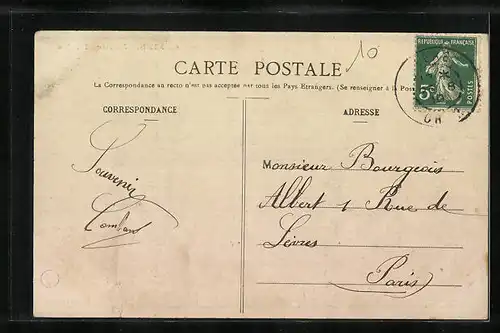 10
CARTE POSTALE
La Correspondance au recto n'est pas acceptée par tous les Pays Etrangers. (Se renseigner à la Poste
CORRESPONDANCE
ADRESSE
REPUBLIQUE FRANÇAISE
5c
POSTES
Souvenir
Monsieur Bourgeois
Albert 1 Rue de
Sèvres
Paris